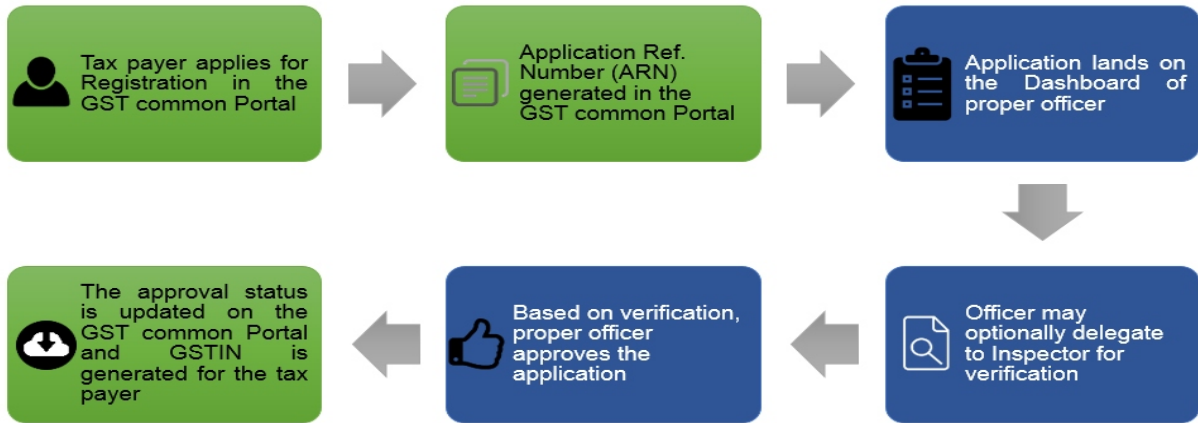 Tax payer applies for
Registration in the
GST common Portal
Application Ref.
Number (ARN)
generated in the
GST common Portal
Application lands on
the Dashboard of
proper officer
Officer may
optionally delegate
to Inspector for
verification
Based on verification,
proper officer
approves the
application
The approval status
is updated on the
GST common Portal
and GSTIN is
generated for the tax
payer